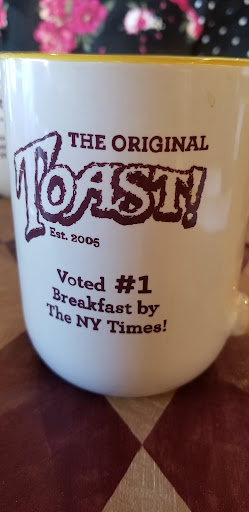 THE ORIGINAL
TOAST!
Est. 2005
Voted #1
Breakfast by
The NY Times!